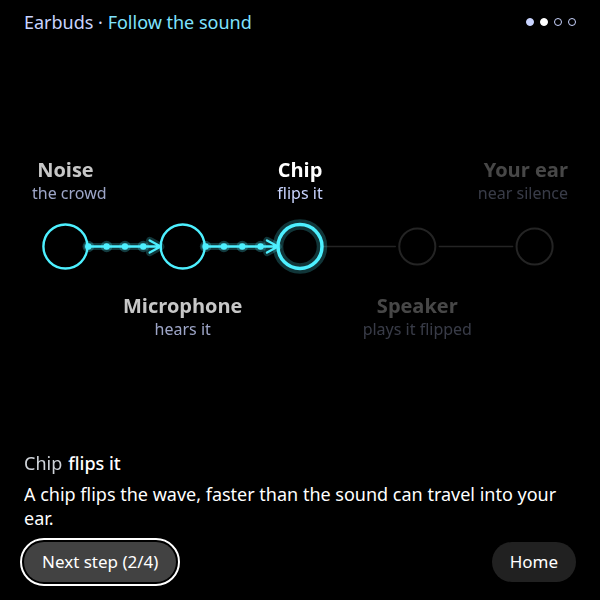 Earbuds · Follow the sound
Noise
the crowd
Chip
flips it
Your ear
near silence
Microphone
hears it
Speaker
plays it flipped
Chip flips it
A chip flips the wave, faster than the sound can travel into your
ear.
Next step (2/4)
Home